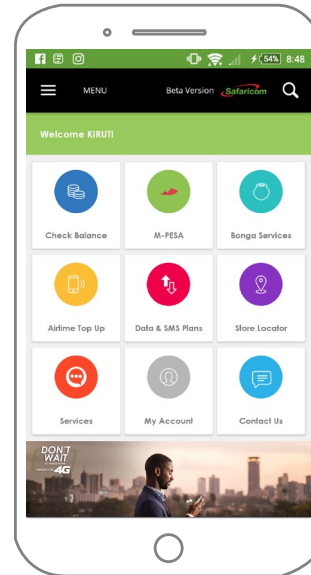 54% 8:48
MENU Beta Version Safaricom
Welcome KIRUTI
Check Balance M-PESA Bonga Services
Airtime Top Up Data & SMS Plans Store Locator
Services My Account Contact Us
DON'T
WAIT
4G